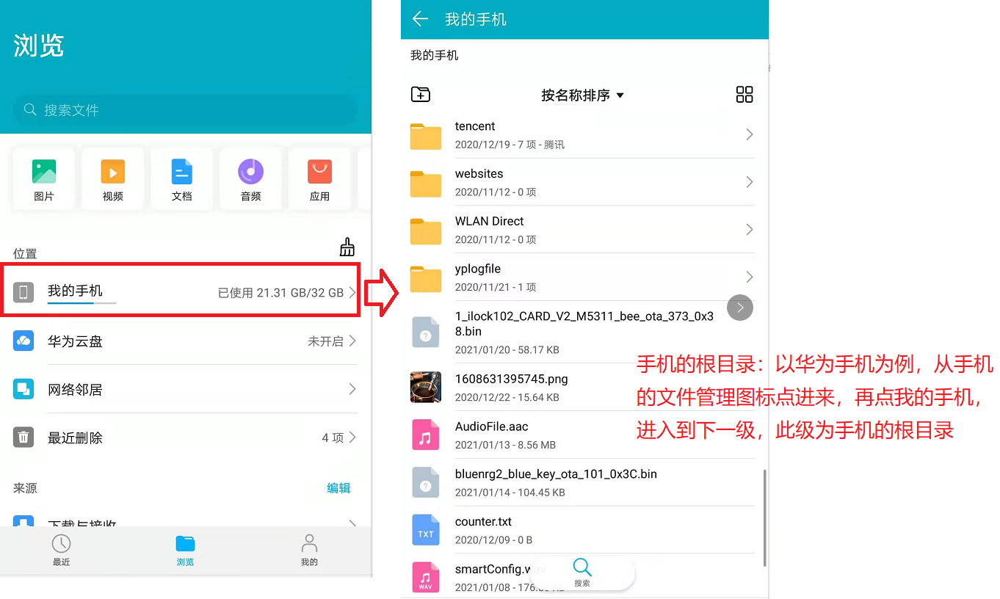 浏览
搜索文件
图片
视频
文档
音频
应用
位置
我的手机
已使用 21.31 GB/32 GB
华为云盘
未开启
网络邻居
最近删除
4 项
来源
编辑
下载与接收
最近
浏览
我的
我的手机
我的手机
按名称排序
tencent
2020/12/19 - 7 项 - 腾讯
websites
2020/11/12 - 0 项
WLAN Direct
2020/11/12 - 0 项
yplogfile
2020/11/21 - 1 项
1_ilock102_CARD_V2_M5311_bee_ota_373_0x3
8.bin
2021/01/20 - 58.17 KB
1608631395745.png
2020/12/22 - 15.64 KB
AudioFile.aac
2021/01/13 - 8.56 MB
bluenrg2_blue_key_ota_101_0x3C.bin
2021/01/14 - 104.45 KB
TXT
counter.txt
2020/12/09 - 0 B
WAV
smartConfig.wav
2021/01/08 - 176.
搜索
手机的根目录：以华为手机为例，从手机
的文件管理图标点进来，再点我的手机，
进入到下一级，此级为手机的根目录